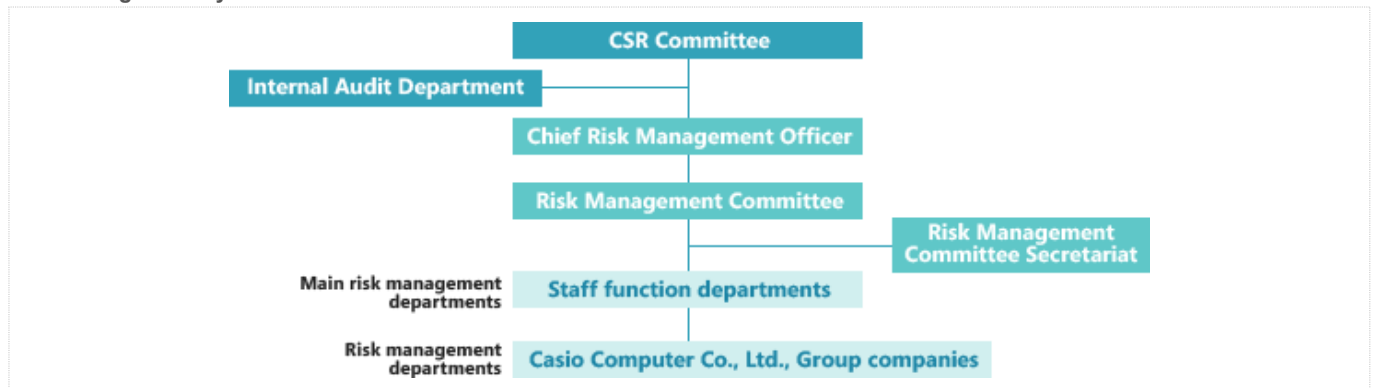 CSR Committee
Internal Audit Department
Chief Risk Management Officer
Risk Management Committee
Risk Management
Committee Secretariat
Main risk management
departments
Staff function departments
Risk management
departments
Casio Computer Co., Ltd., Group companies